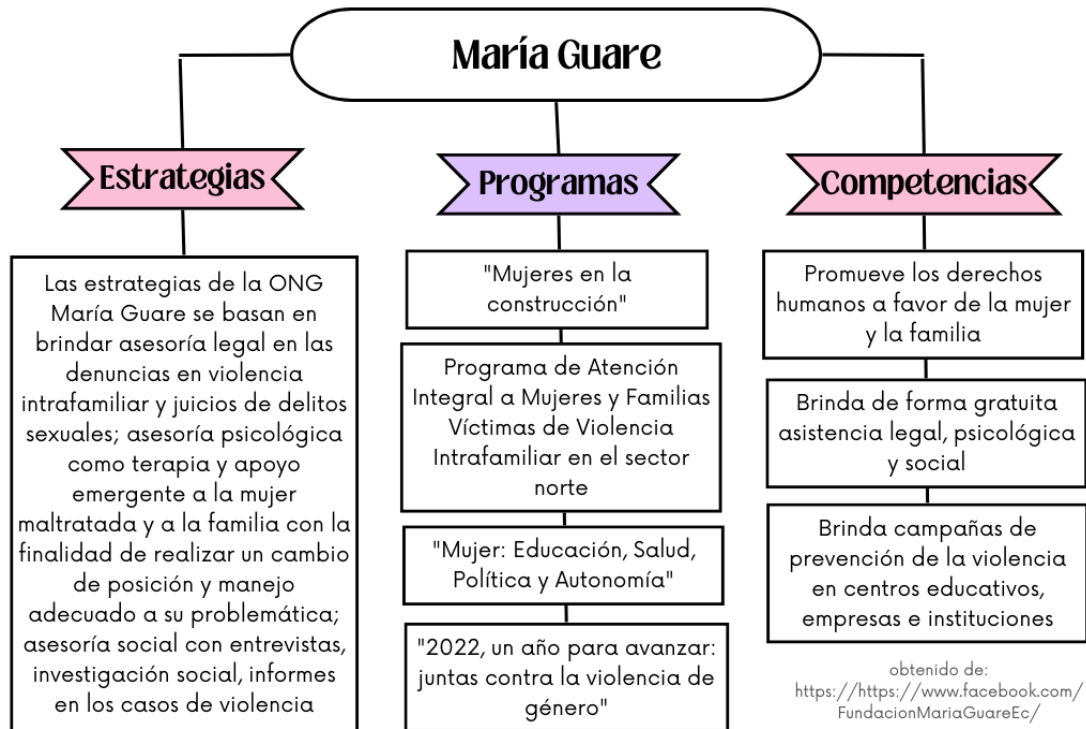 María Guare
Estrategias
Las estrategias de la ONG
María Guare se basan en
brindar asesoría legal en las
denuncias en violencia
intrafamiliar y juicios de delitos
sexuales; asesoría psicológica
como terapia y apoyo
emergente a la mujer
maltratada y a la familia con la
finalidad de realizar un cambio
de posición y manejo
adecuado a su problemática;
asesoría social con entrevistas,
investigación social, informes
en los casos de violencia
Programas
"Mujeres en la
construcción"
Programa de Atención
Integral a Mujeres y Familias
Víctimas de Violencia
Intrafamiliar en el sector
norte
"Mujer: Educación, Salud,
Política y Autonomía"
"2022, un año para avanzar:
juntas contra la violencia de
género"
Competencias
Promueve los derechos
humanos a favor de la mujer
y la familia
Brinda de forma gratuita
asistencia legal, psicológica
y social
Brinda campañas de
prevención de la violencia
en centros educativos,
empresas e instituciones
obtenido de:
https://https://www.facebook.com/
FundacionMariaGuareEc/